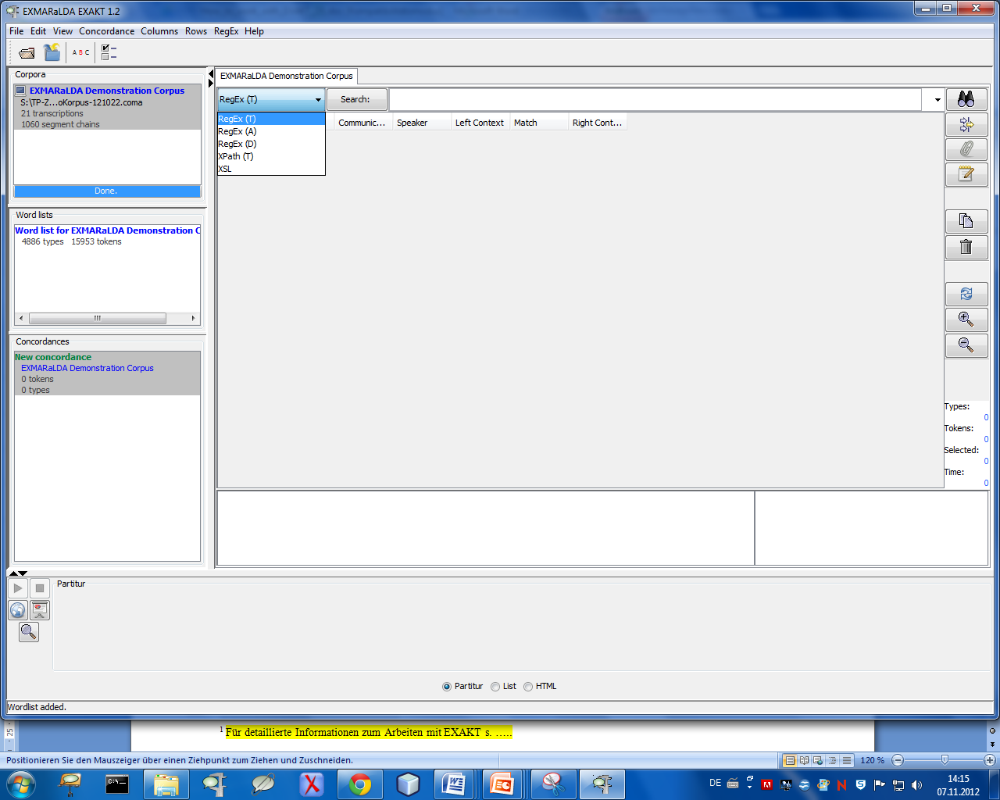 EXMARaLDA EXAKT 1.2
File Edit View Concordance Columns Rows RegEx Help
A B C
Corpora
EXMARaLDA Demonstration Corpus
S:\TP-Z...oKorpus-121022.coma
21 transcriptions
1060 segment chains
Done.
Word lists
Word list for EXMARaLDA Demonstration C
4886 types 15953 tokens
Concordances
New concordance
EXMARaLDA Demonstration Corpus
0 tokens
0 types
EXMARaLDA Demonstration Corpus
RegEx (T) Search:
RegEx (T)
RegEx (A)
RegEx (D)
XPath (T)
XSL
Communic... Speaker Left Context Match Right Cont...
Types:
0
Tokens:
0
Selected:
0
Time:
0
Partitur
Partitur List HTML
Wordlist added.
25
1 Für detaillierte Informationen zum Arbeiten mit EXAKT s. .....
Positionieren Sie den Mauszeiger über einen Ziehpunkt zum Ziehen und Zuschneiden.
120 %
C:\_
DE
14:15
07.11.2012